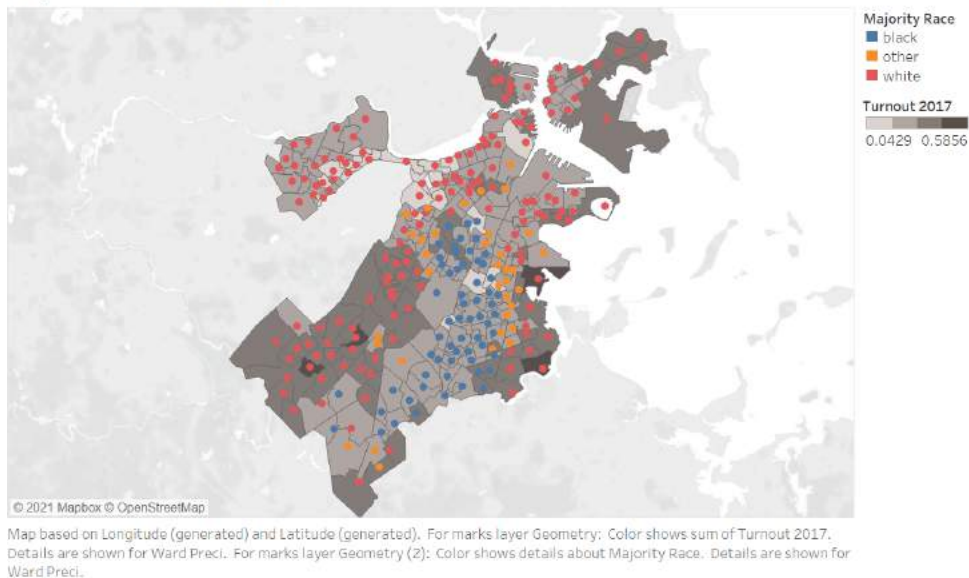 Majority Race
black
other
white
Turnout 2017
0.0429 0.5856
© 2021 Mapbox © OpenStreetMap
Map based on Longitude (generated) and Latitude (generated). For marks layer Geometry: Color shows sum of Turnout 2017.
Details are shown for Ward Preci. For marks layer Geometry (2): Color shows details about Majority Race. Details are shown for
Ward Preci.